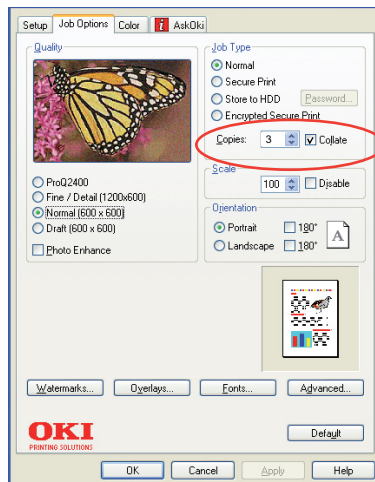 Setup Job Options Color i AskOki
Quality
ProQ2400
Fine / Detail (1200x600)
Normal (600 x 600)
Draft (600 x 600)
Photo Enhance
Job Type
Normal
Secure Print
Store to HDD Password...
Encrypted Secure Print
Copies: 3 Collate
Scale
100 Disable
Orientation
Portrait 180°
Landscape 180°
A
Watermarks... Overlays... Fonts... Advanced...
OKI
PRINTING SOLUTIONS
Default
OK Cancel Apply Help